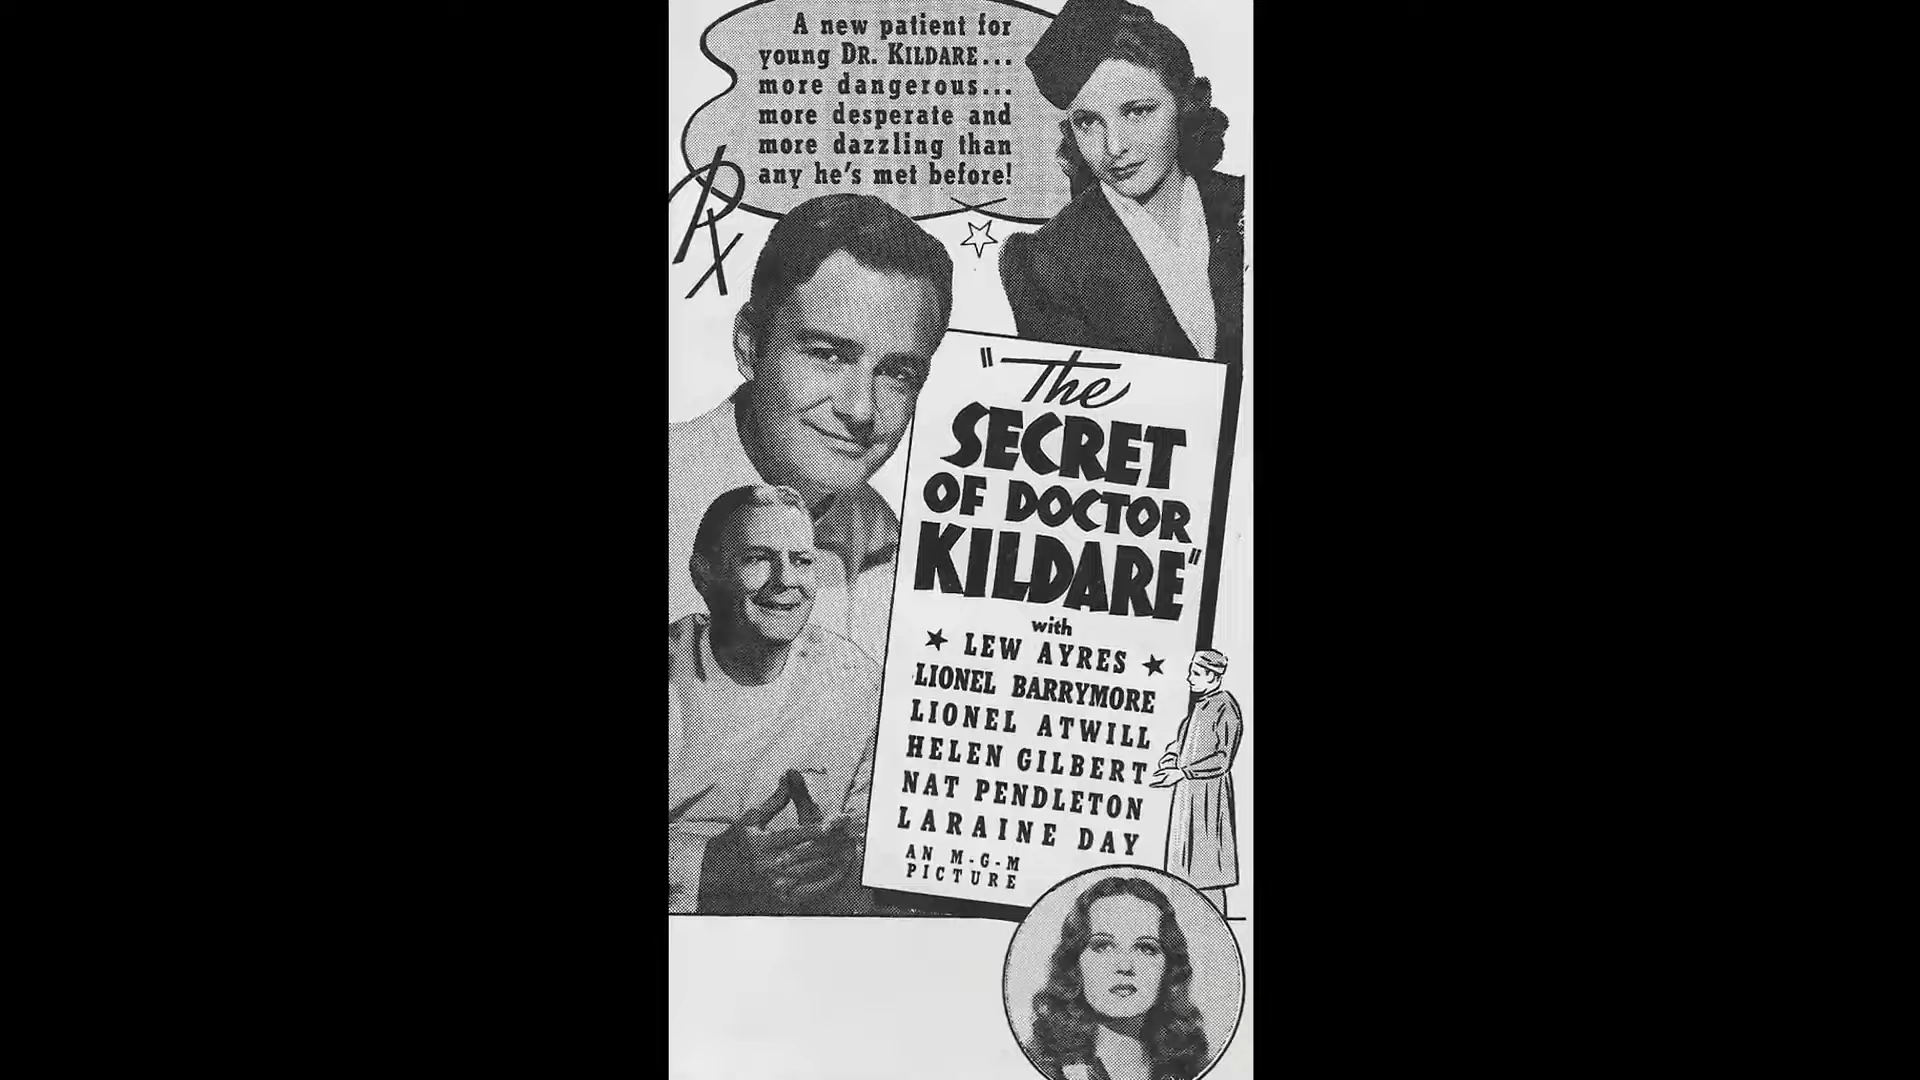 A new patient for
young DR. KILDARE...
more dangerous...
more desperate and
more dazzling than
any he's met before!
Rx
"The
SECRET
OF DOCTOR
KILDARE"
with
★ LEW AYRES ★
LIONEL BARRYMORE
LIONEL ATWILL
HELEN GILBERT
NAT PENDLETON
LARAINE DAY
AN M-G-M
PICTURE